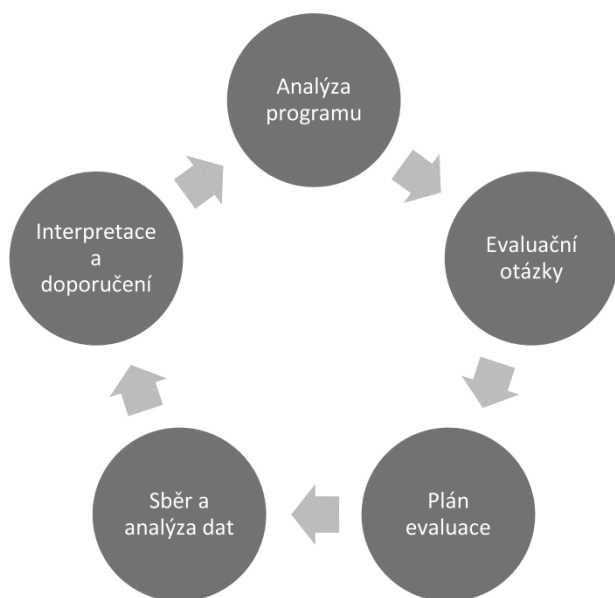 Analýza
programu
Evaluační
otázky
Plán
evaluace
Sběr a
analýza dat
Interpretace
a
doporučení